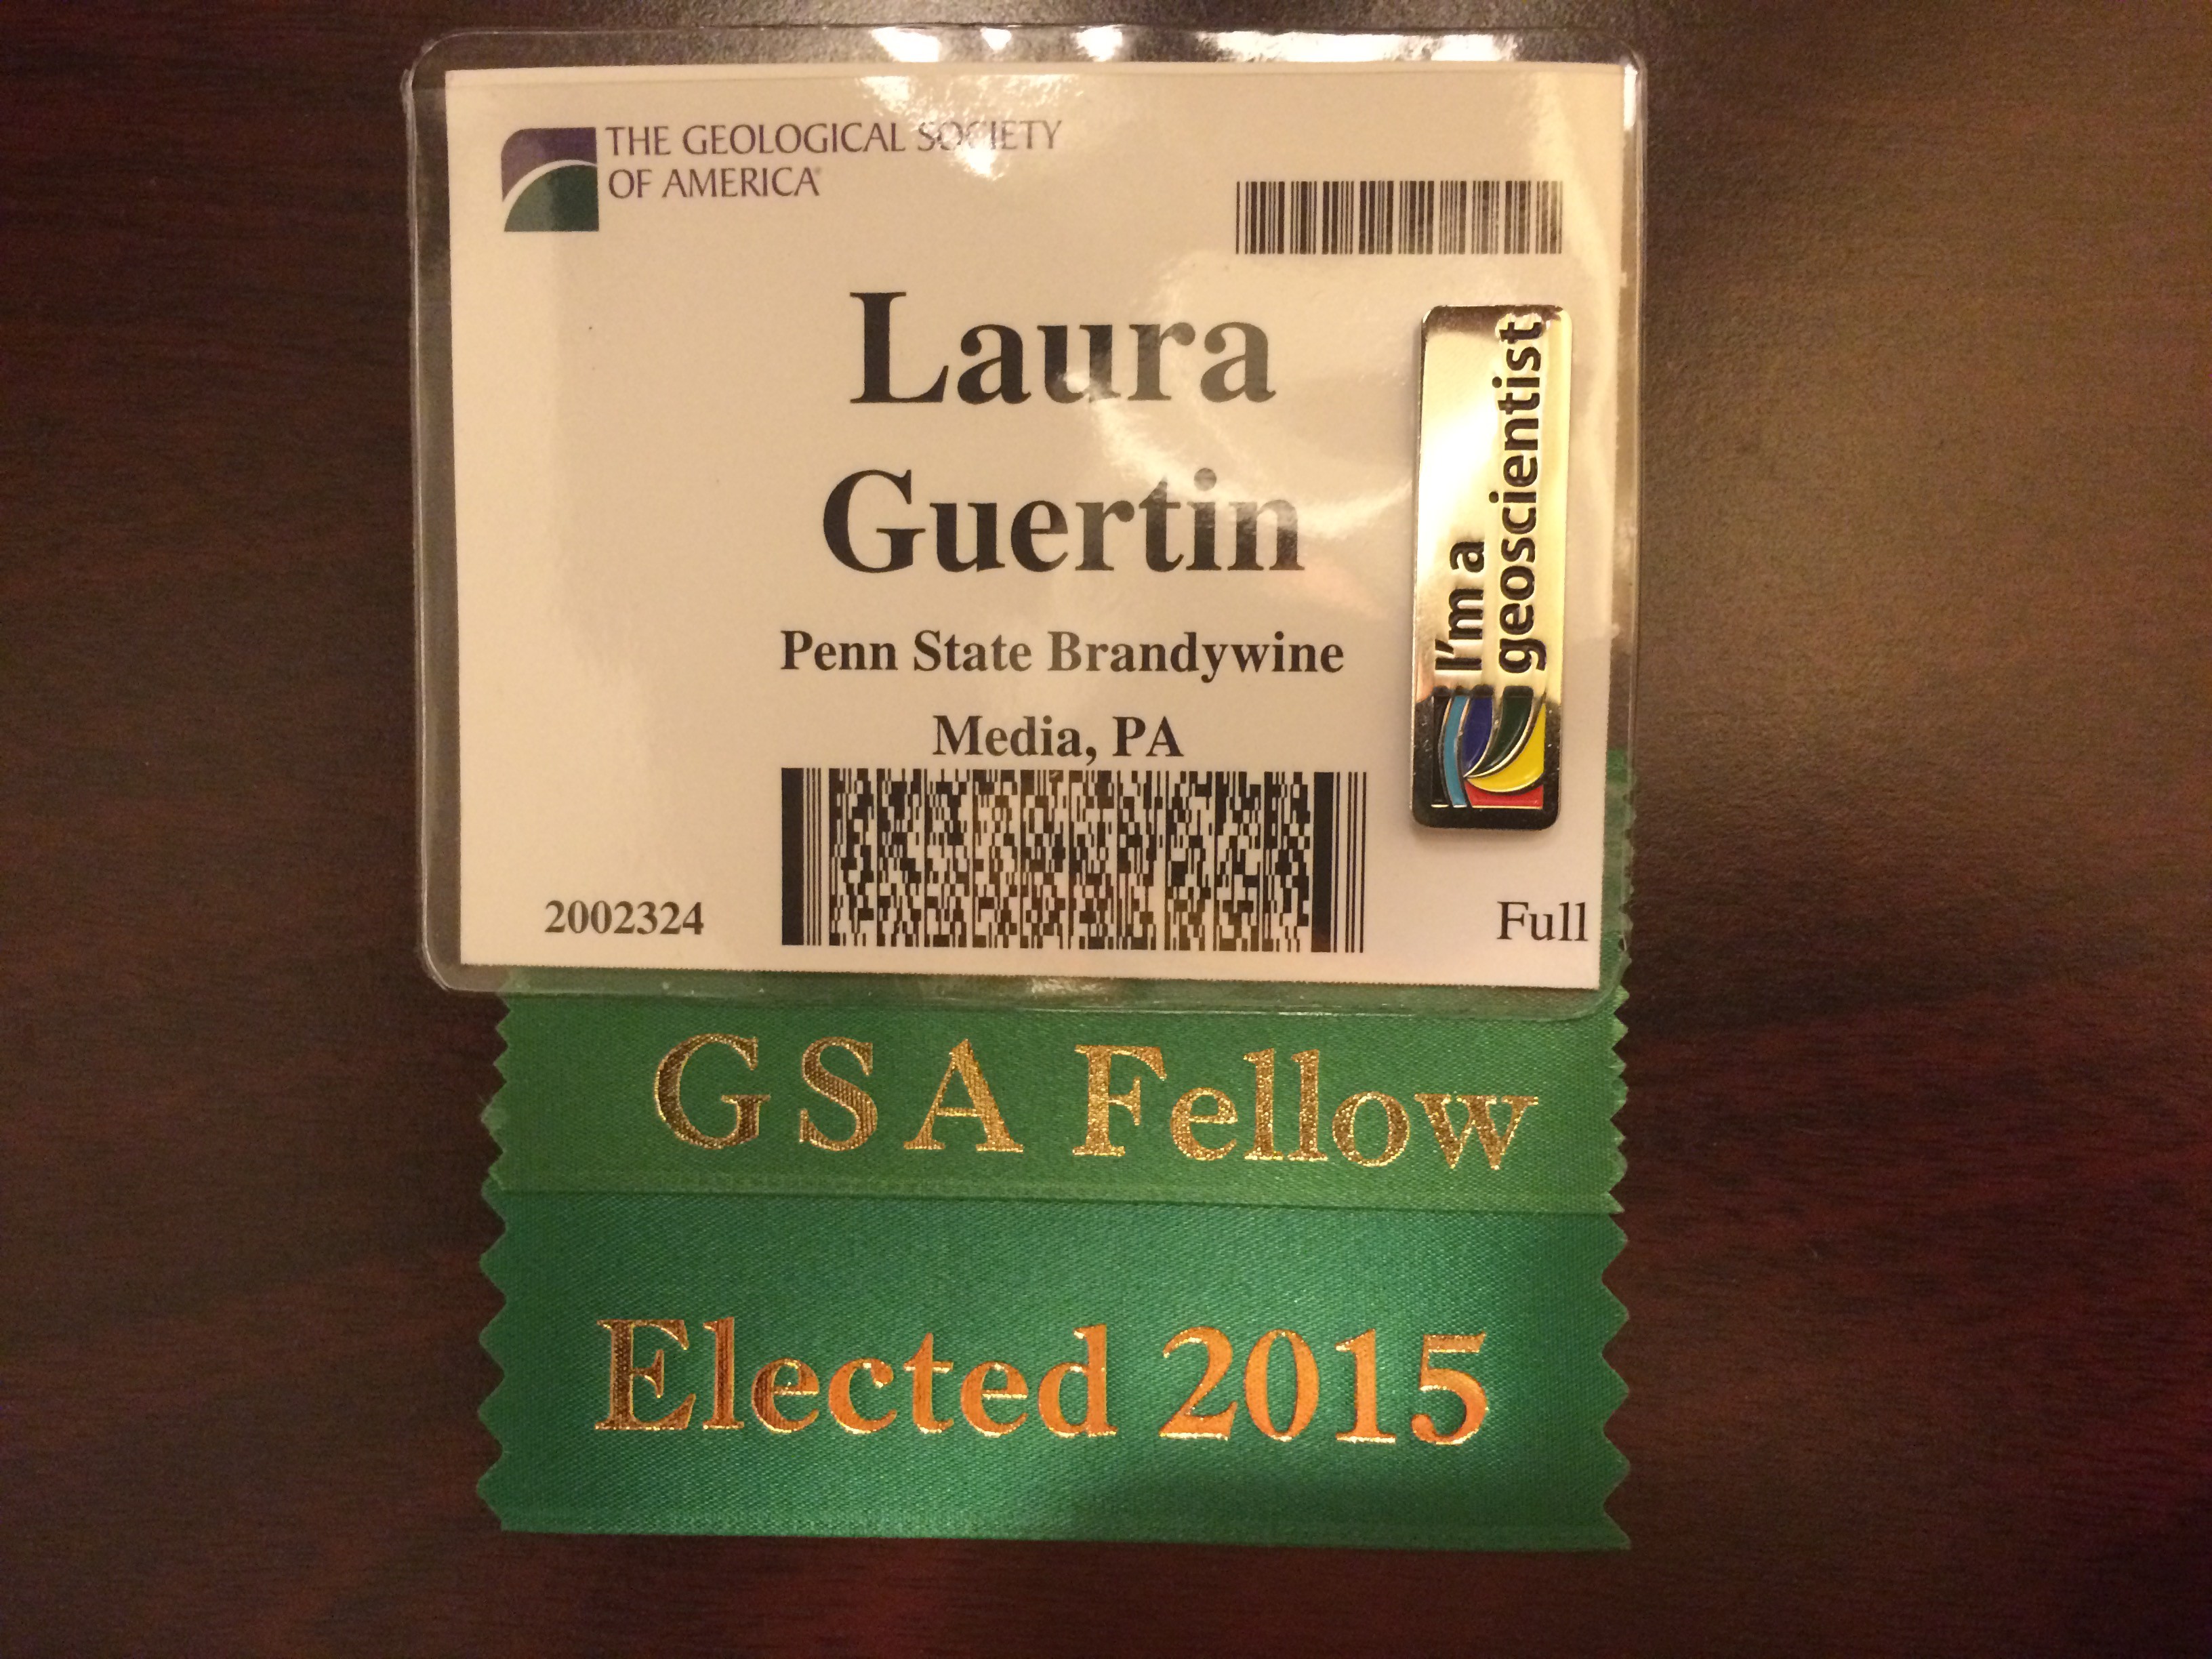 THE GEOLOGICAL SOCIETY
OF AMERICA®
Laura
Guertin
Penn State Brandywine
Media, PA
2002324
Full
I'm a
geoscientist
GSA Fellow
Elected 2015